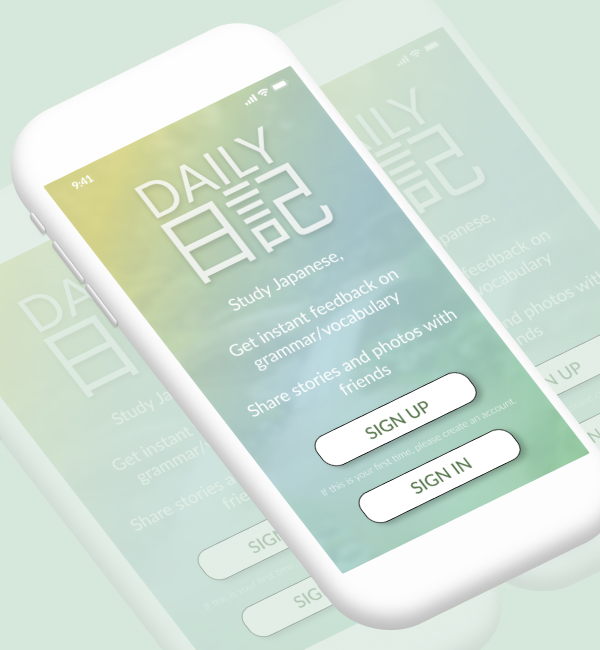 9:41
DAILY
日記
Study Japanese,
Get instant feedback on
grammar/vocabulary
Share stories and photos with
friends
SIGN UP
If this is your first time, please create an account
SIGN IN